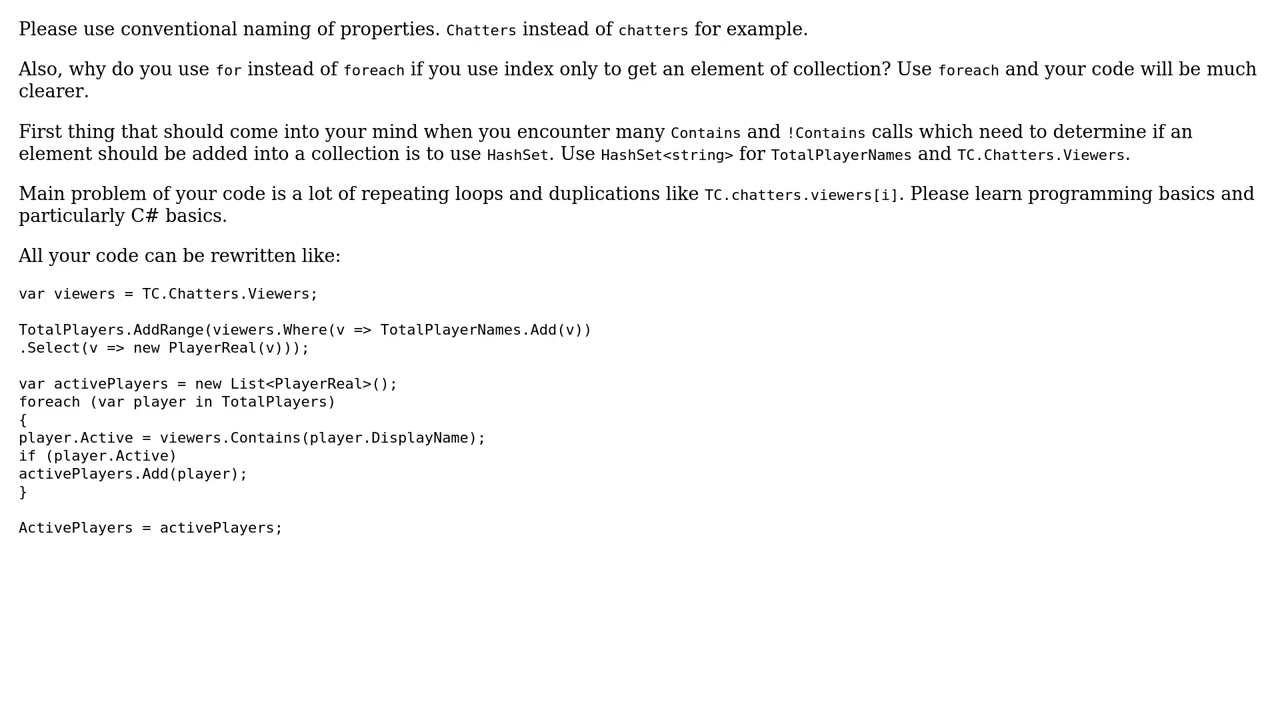 Please use conventional naming of properties. Chatters instead of chatters for example.
Also, why do you use for instead of foreach if you use index only to get an element of collection? Use foreach and your code will be much
clearer.
First thing that should come into your mind when you encounter many Contains and !Contains calls which need to determine if an
element should be added into a collection is to use HashSet. Use HashSet<string> for TotalPlayerNames and TC.Chatters.Viewers.
Main problem of your code is a lot of repeating loops and duplications like TC.chatters.viewers[i]. Please learn programming basics and
particularly C# basics.
All your code can be rewritten like:
var viewers = TC.Chatters.Viewers;
TotalPlayers.AddRange(viewers.Where(v => TotalPlayerNames.Add(v))
.Select(v => new PlayerReal(v)));
var activePlayers = new List<PlayerReal>();
foreach (var player in TotalPlayers)
{
player.Active = viewers.Contains(player.DisplayName);
if (player.Active)
activePlayers.Add(player);
}
ActivePlayers = activePlayers;